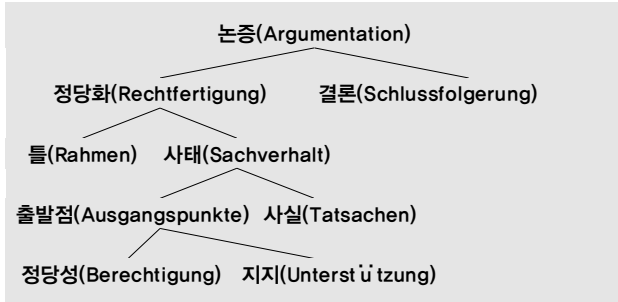 논증(Argumentation)
정당화(Rechtfertigung) 결론(Schlussfolgerung)
틀(Rahmen) 사태(Sachverhalt)
출발점(Ausgangspunkte) 사실(Tatsachen)
정당성(Berechtigung) 지지(Unterstützung)